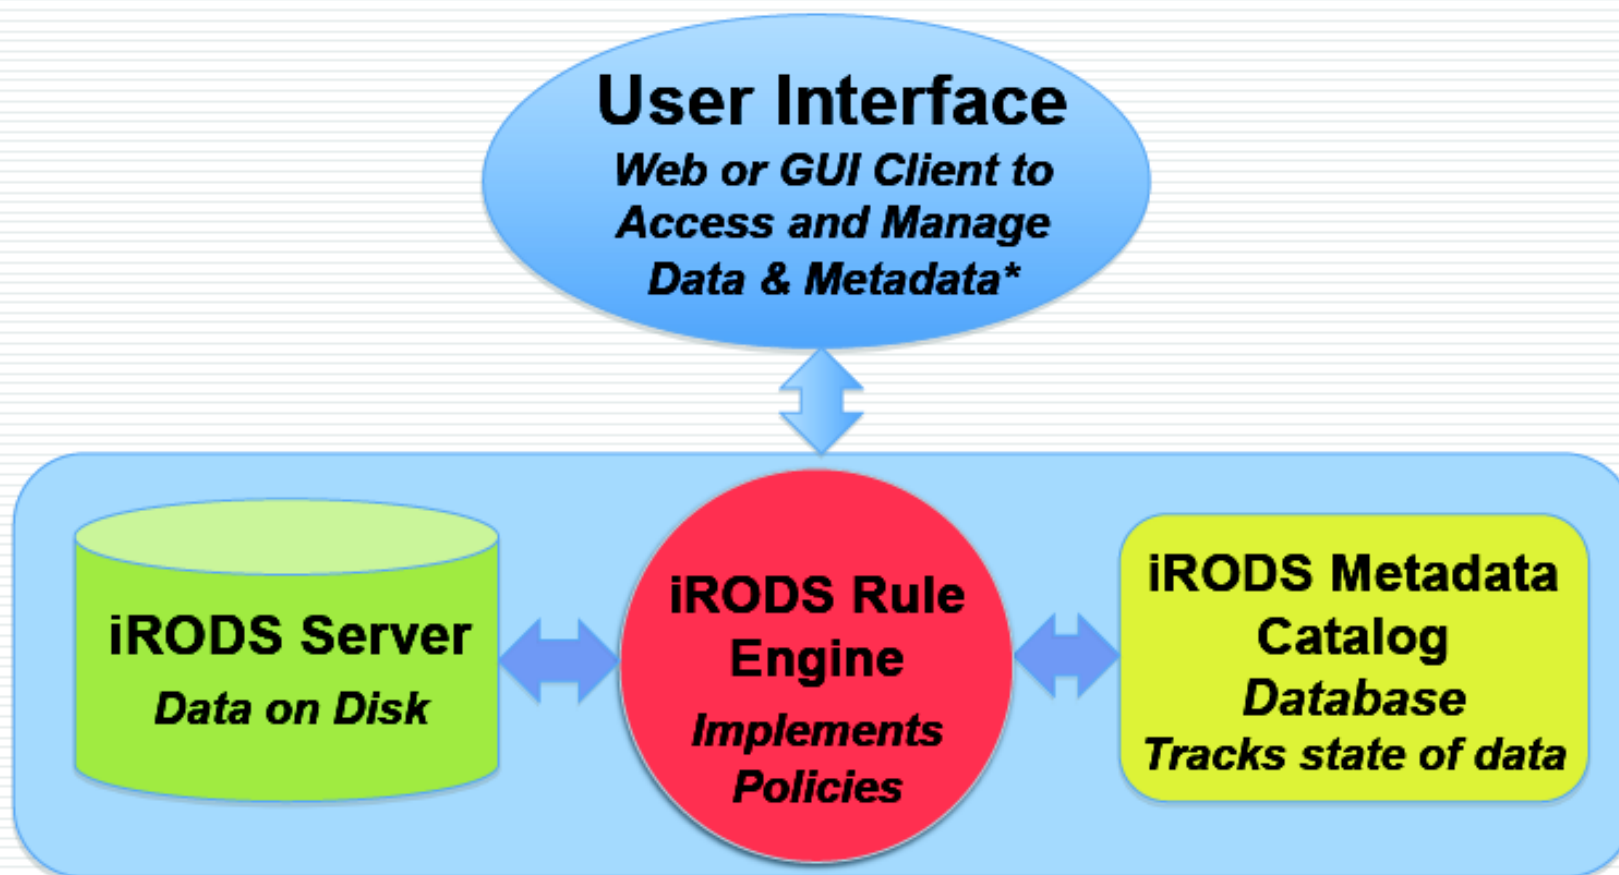 User Interface
Web or GUI Client to
Access and Manage
Data & Metadata*
iRODS Server
Data on Disk
iRODS Rule
Engine
Implements
Policies
iRODS Metadata
Catalog
Database
Tracks state of data